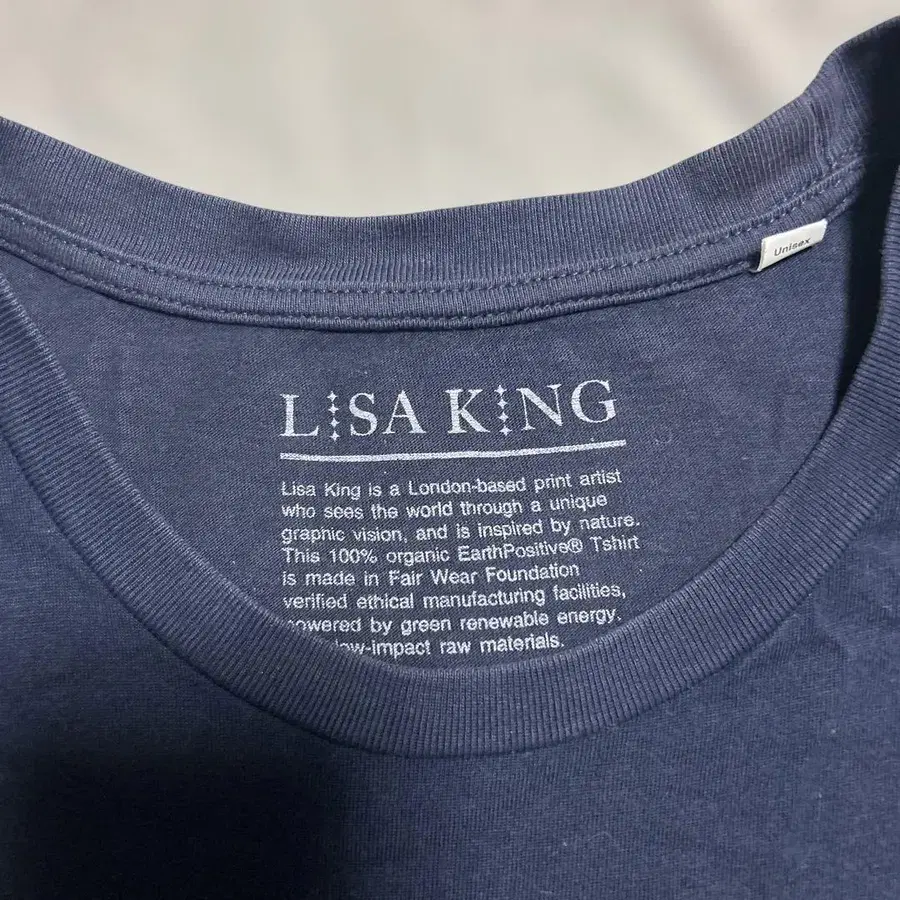 Unisex
LISA KING
Lisa King is a London-based print artist
who sees the world through a unique
graphic vision, and is inspired by nature.
This 100% organic EarthPositive® Tshirt
is made in Fair Wear Foundation
verified ethical manufacturing facilities,
powered by green renewable energy,
low-impact raw materials.